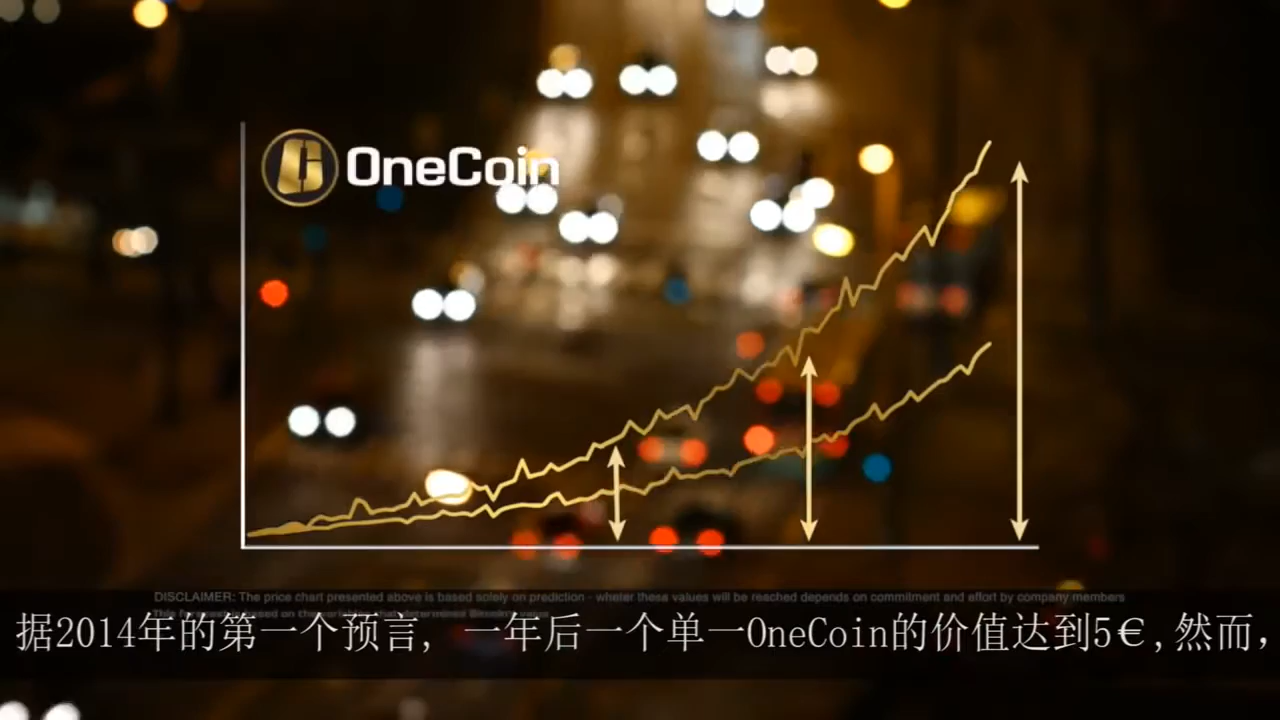 OneCoin
DISCLAIMER: The price chart presented above is based solely on prediction - wheter these values will be reached depends on commitment and effort by company members
据2014年的第一个预言, 一年后一个单一OneCoin的价值达到5€,然而,